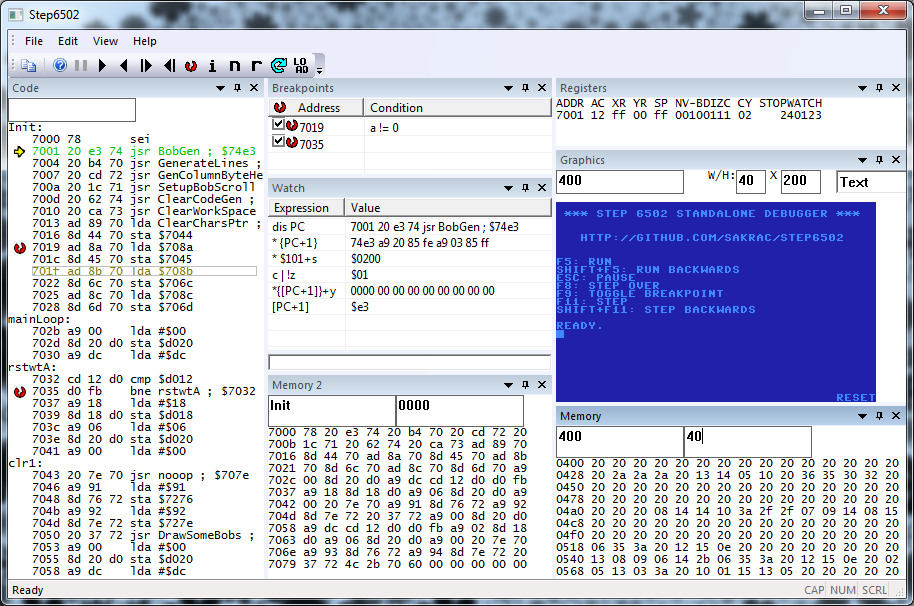 Step6502
File Edit View Help
i n r LO AD
Code
Init:
7000 78 sei
7001 20 e3 74 jsr BobGen ; $74e3
7004 20 b4 70 jsr GenerateLines ;
7007 20 cd 72 jsr GenColumnByteHe
700a 20 1c 71 jsr SetupBobScroll
700d 20 62 74 jsr ClearCodeGen ;
7010 20 ca 73 jsr ClearWorkSpace
7013 ad 89 70 lda ClearCharsPtr ;
7016 8d 44 70 sta $7044
7019 ad 8a 70 lda $708a
701c 8d 45 70 sta $7045
701f ad 8b 70 lda $708b
7022 8d 6c 70 sta $706c
7025 ad 8c 70 lda $708c
7028 8d 6d 70 sta $706d
mainLoop:
702b a9 00 lda #$00
702d 8d 20 d0 sta $d020
7030 a9 dc lda #$dc
rstwtA:
7032 cd 12 d0 cmp $d012
7035 d0 fb bne rstwtA ; $7032
7037 a9 18 lda #$18
7039 8d 18 d0 sta $d018
703c a9 06 lda #$06
703e 8d 20 d0 sta $d020
7041 a9 00 lda #$00
clr1:
7043 20 7e 70 jsr nooop ; $707e
7046 a9 91 lda #$91
7048 8d 76 72 sta $7276
704b a9 92 lda #$92
704d 8d 7e 72 sta $727e
7050 20 37 72 jsr DrawSomeBobs ;
7053 a9 00 lda #$00
7055 8d 20 d0 sta $d020
7058 a9 dc lda #$dc
Breakpoints
Address Condition
7019 a != 0
7035
Watch
Expression Value
dis PC 7001 20 e3 74 jsr BobGen ; $74e3
*{PC+1} 74e3 a9 20 85 fe a9 03 85 ff
* $101+s $0200
c | !z $01
*{[PC+1]}+y 0000 00 00 00 00 00 00 00 00
[PC+1] $e3
Memory 2
Init 0000
7000 78 20 e3 74 20 b4 70 20 cd 72 20
700b 1c 71 20 62 74 20 ca 73 ad 89 70
7016 8d 44 70 ad 8a 70 8d 45 70 ad 8b
7021 70 8d 6c 70 ad 8c 70 8d 6d 70 a9
702c 00 8d 20 d0 a9 dc cd 12 d0 d0 fb
7037 a9 18 8d 18 d0 a9 06 8d 20 d0 a9
7042 00 20 7e 70 a9 91 8d 76 72 a9 92
704d 8d 7e 72 20 37 72 a9 00 8d 20 d0
7058 a9 dc cd 12 d0 d0 fb a9 02 8d 18
7063 d0 a9 06 8d 20 d0 a9 00 20 7e 70
706e a9 93 8d 76 72 a9 94 8d 7e 72 20
7079 37 72 4c 2b 70 60 00 00 00 00 00
Registers
ADDR AC XR YR SP NV-BDIZC CY STOPWATCH
7001 12 ff 00 ff 00100111 02 240123
Graphics
400 W/H: 40 X 200 Text
*** STEP 6502 STANDALONE DEBUGGER ***
HTTP://GITHUB.COM/SAKRAC/STEP6502
F5: RUN
SHIFT+F5: RUN BACKWARDS
ESC: PAUSE
F8: STEP OVER
F9: TOGGLE BREAKPOINT
F11: STEP
SHIFT+F11: STEP BACKWARDS
READY.
RESET
Memory
400 40
0400 20 20 20 20 20 20 20 20 20 20 20
0428 20 2a 2a 2a 20 13 14 05 10 20 36 35 30 32 20
0450 20 20 20 20 20 20 20 20 20 20 20 20 20 20 20
0478 20 20 20 20 20 20 20 20 20 20 20 20 20 20 20
04a0 20 20 20 08 14 14 10 3a 2f 2f 07 09 14 08 15
04c8 20 20 20 20 20 20 20 20 20 20 20 20 20 20 20
04f0 20 20 20 20 20 20 20 20 20 20 20 20 20 20 20
0518 06 35 3a 20 12 15 0e 20 20 20 20 20 20 20 20
0540 13 08 09 06 14 2b 06 35 3a 20 12 15 0e 20 02
0568 05 13 03 3a 20 10 01 15 13 05 20 20 20 20 20
Ready CAP NUM SCRL